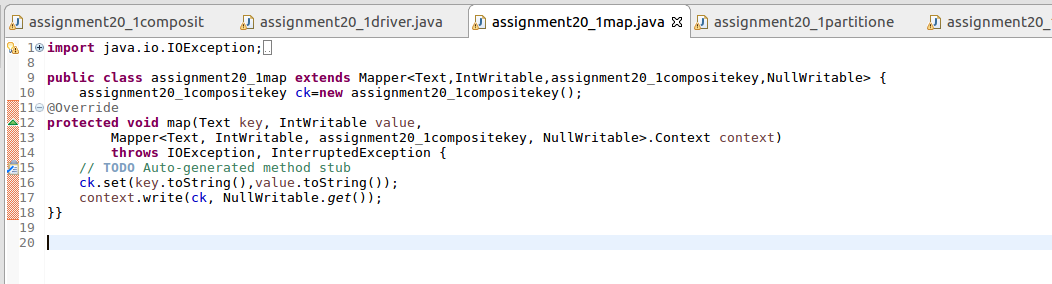 assignment20_1composit assignment20_1driver.java assignment20_1map.java assignment20_1partitione assignment20_
1 import java.io.IOException;
8
9 public class assignment20_1map extends Mapper<Text,IntWritable,assignment20_1compositekey,NullWritable> {
10 assignment20_1compositekey ck=new assignment20_1compositekey();
11 @Override
12 protected void map(Text key, IntWritable value,
13 Mapper<Text, IntWritable, assignment20_1compositekey, NullWritable>.Context context)
14 throws IOException, InterruptedException {
15 // TODO Auto-generated method stub
16 ck.set(key.toString(),value.toString());
17 context.write(ck, NullWritable.get());
18 }}
19
20